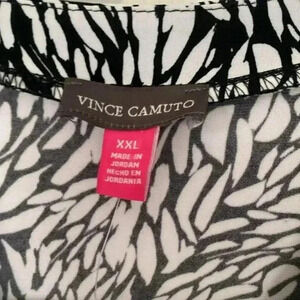 VINCE CAMUTO
XXL
MADE IN
JORDAN
HECHO EN
JORDANIA